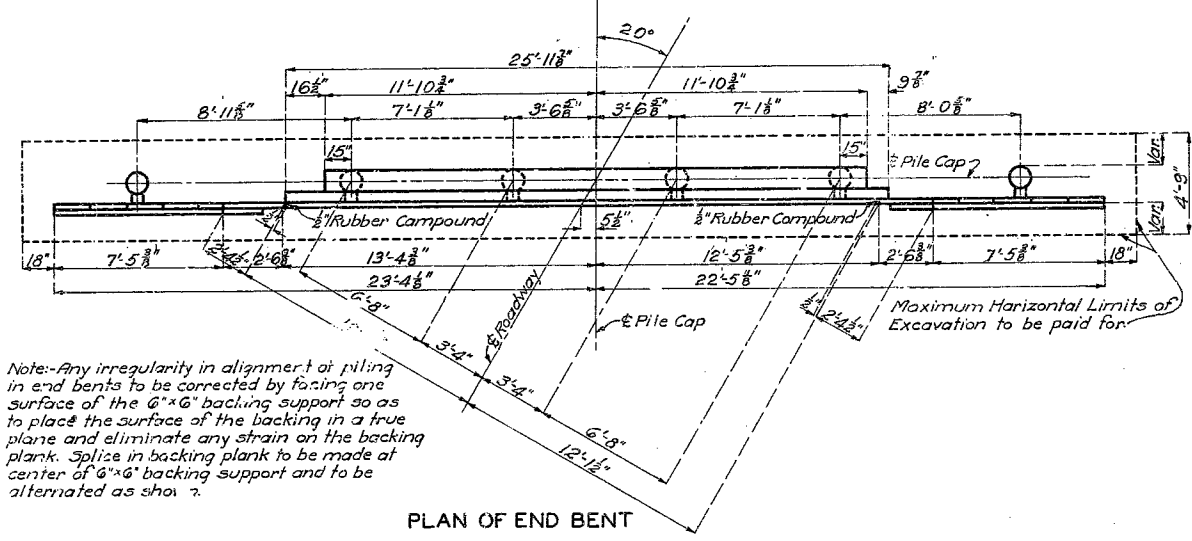 20°
25'-11 7/8"
16 1/2" 11'-10 3/4" 11'-10 3/4" 9 7/8"
8'-11 5/8" 7'-1 1/8" 3'-6 5/8" 3'-6 5/8" 7'-1 1/8" 8'-0 5/8"
15" 15"
Pile Cap
Var.
4'-9"
Var.
1/2" Rubber Compound 5 1/2" 1/2" Rubber Compound
18" 7'-5 3/8" 2'-6 3/8" 13'-4 3/8" 12'-5 3/8" 2'-6 3/8" 7'-5 3/8" 18"
23'-4 1/8" 22'-5 1/8"
6'-8"
℄ Roadway
℄ Pile Cap
2'-4 1/2"
Maximum Horizontal Limits of
Excavation to be paid for
3'-4"
3'-4"
6'-8"
12'-1 1/2"
Note:-Any irregularity in alignment of piling
in end bents to be corrected by facing one
surface of the 6"×6" backing support so as
to place the surface of the backing in a true
plane and eliminate any strain on the backing
plank. Splice in backing plank to be made at
center of 6"×6" backing support and to be
alternated as
PLAN OF END BENT